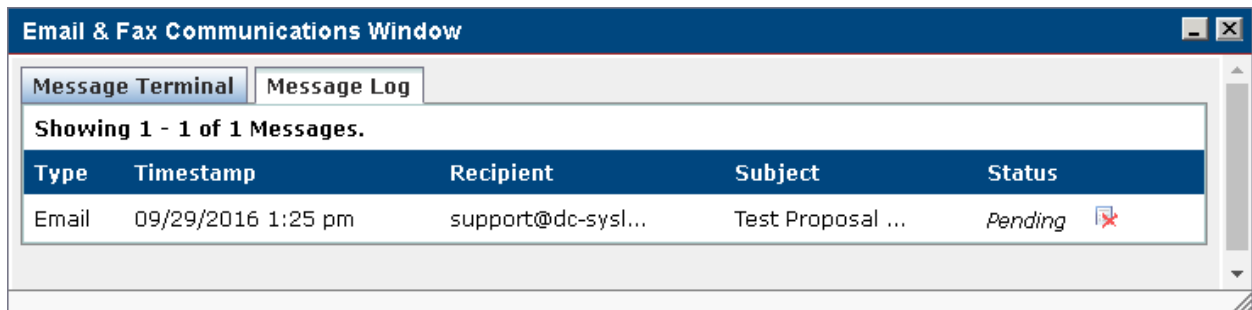 Email & Fax Communications Window
Message Terminal Message Log
Showing 1 - 1 of 1 Messages.
Type Timestamp Recipient Subject Status
Email 09/29/2016 1:25 pm support@dc-sysl... Test Proposal ... Pending